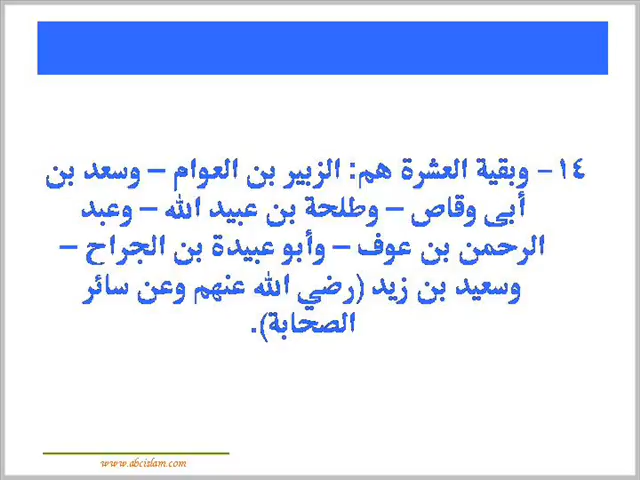 ١٤- وبقية العشرة هم: الزبير بن العوام – وسعد بن
أبى وقاص – وطلحة بن عبيد الله – وعبد
الرحمن بن عوف – وأبو عبيدة بن الجراح –
وسعيد بن زيد (رضي الله عنهم وعن سائر
الصحابة).
www.abcislam.com